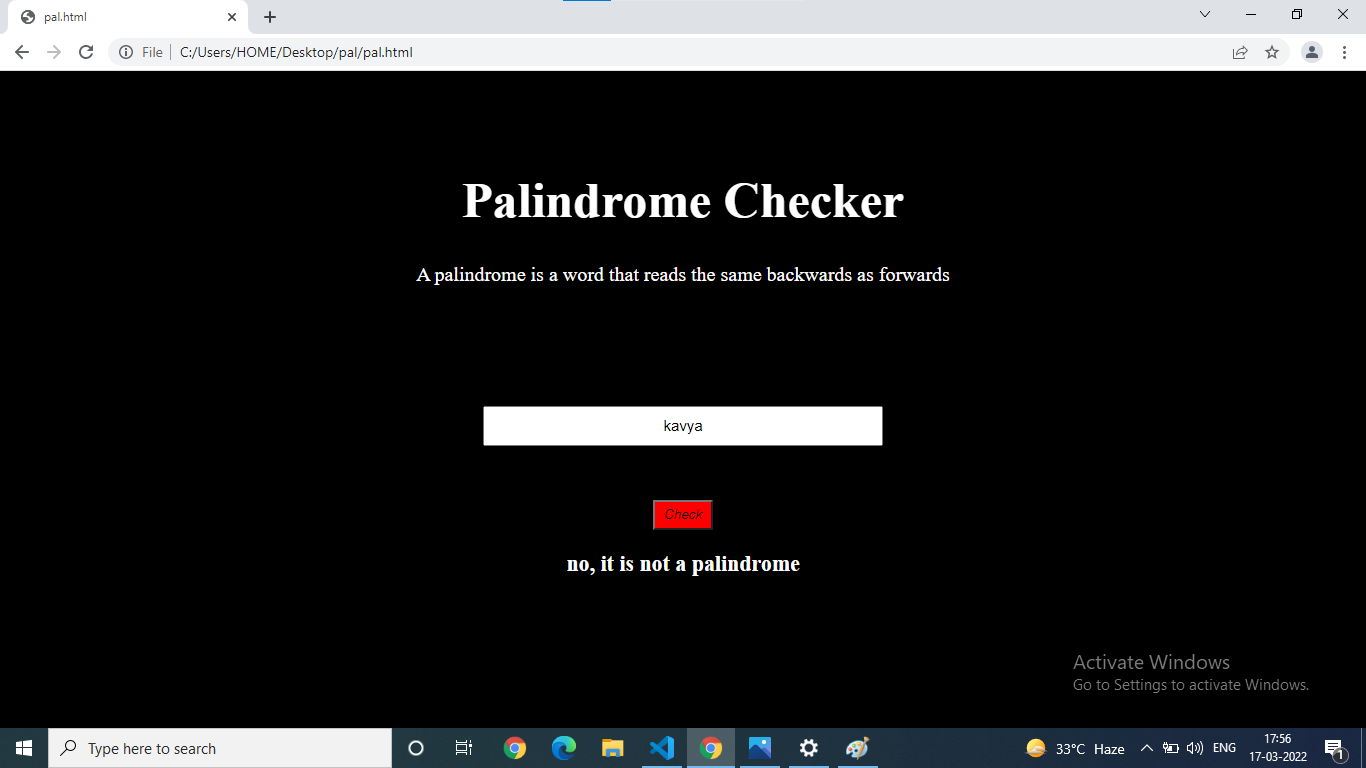 pal.html
File
C:/Users/HOME/Desktop/pal/pal.html
Palindrome Checker
A palindrome is a word that reads the same backwards as forwards
kavya
Check
no, it is not a palindrome
Activate Windows
Go to Settings to activate Windows.
Type here to search
33°C Haze
ENG
17:56
17-03-2022
1